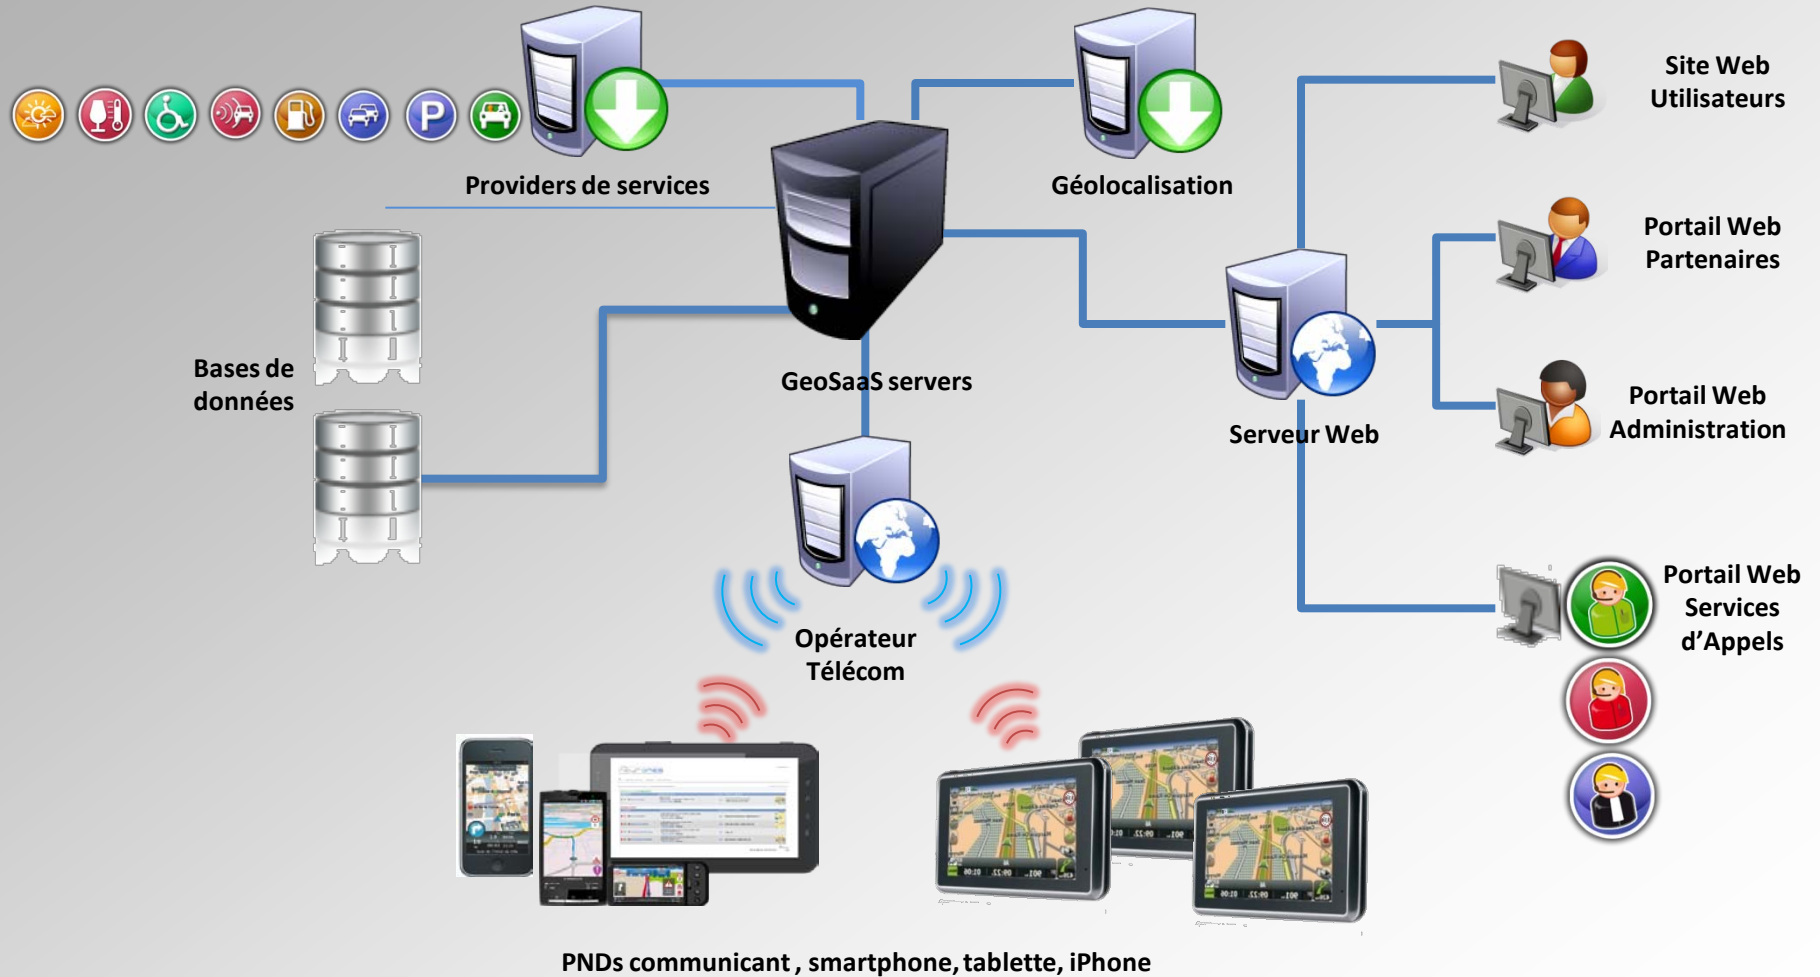 Providers de services
Géolocalisation
Site Web
Utilisateurs
Portail Web
Partenaires
Bases de
données
GeoSaaS servers
Serveur Web
Portail Web
Administration
Opérateur
Télécom
Portail Web
Services
d’Appels
P
PNDs communicant , smartphone, tablette, iPhone